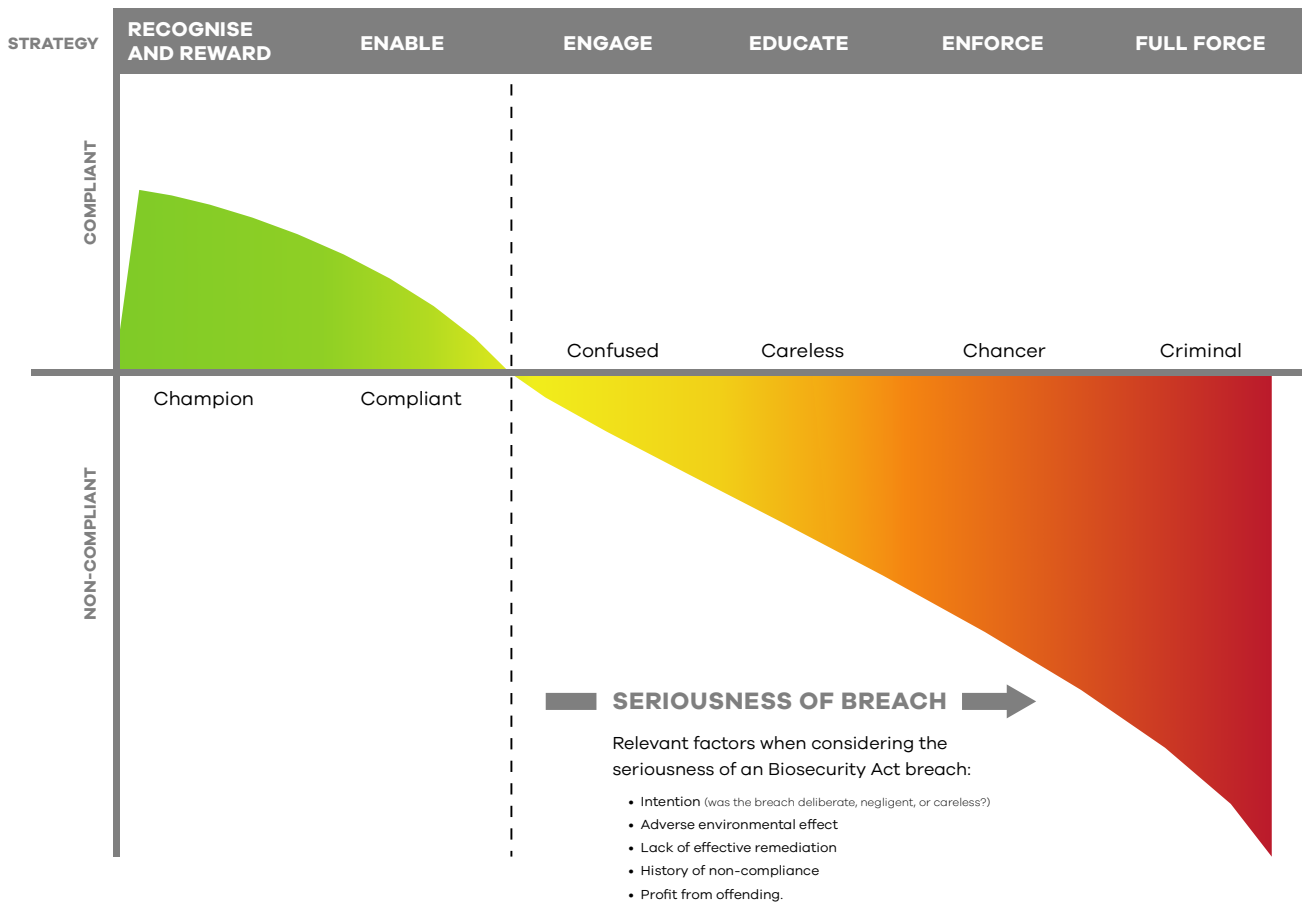 STRATEGY
RECOGNISE
AND REWARD
ENABLE
ENGAGE
EDUCATE
ENFORCE
FULL FORCE
COMPLIANT
Confused
Careless
Chancer
Criminal
Champion
Compliant
NON-COMPLIANT
SERIOUSNESS OF BREACH
Relevant factors when considering the
seriousness of an Biosecurity Act breach:
• Intention (was the breach deliberate, negligent, or careless?)
• Adverse environmental effect
• Lack of effective remediation
• History of non-compliance
• Profit from offending.